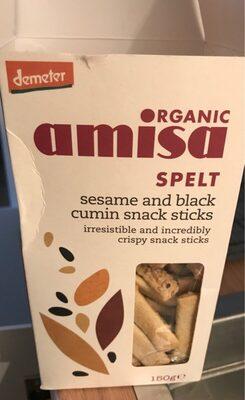 demeter
ORGANIC
amisa
SPELT
sesame and black
cumin snack sticks
irresistible and incredibly
crispy snack sticks
150g℮